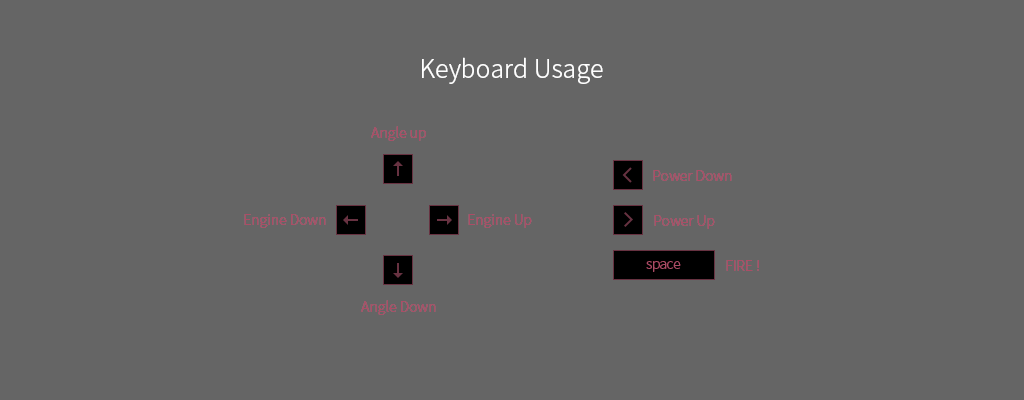 Keyboard Usage
Angle up
Engine Down
Engine Up
Angle Down
< Power Down
> Power Up
space FIRE !